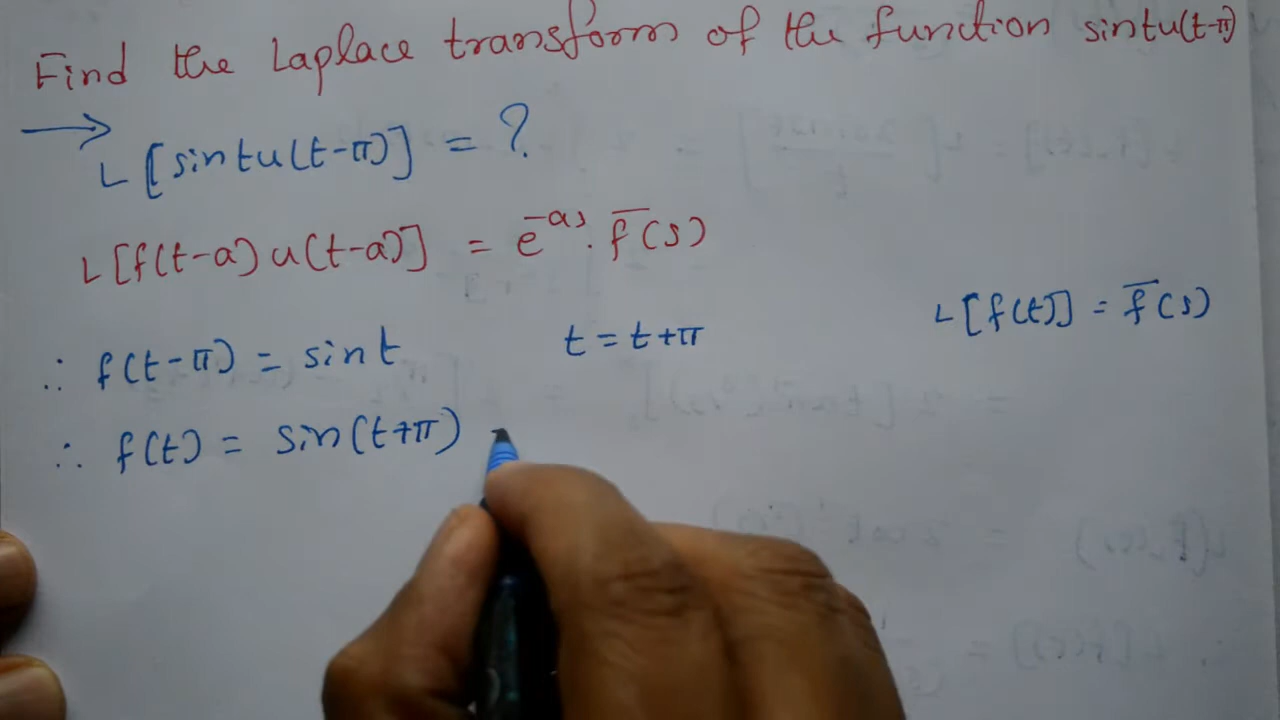 Find the Laplace transform of the function sintu(t-π)
→ L[sintu(t-π)] = ?
L[f(t-a)u(t-a)] = e^-as . f̅(s)
L[f(t)] = f̅(s)
∴ f(t-π) = sint t = t+π
∴ f(t) = sin(t+π)